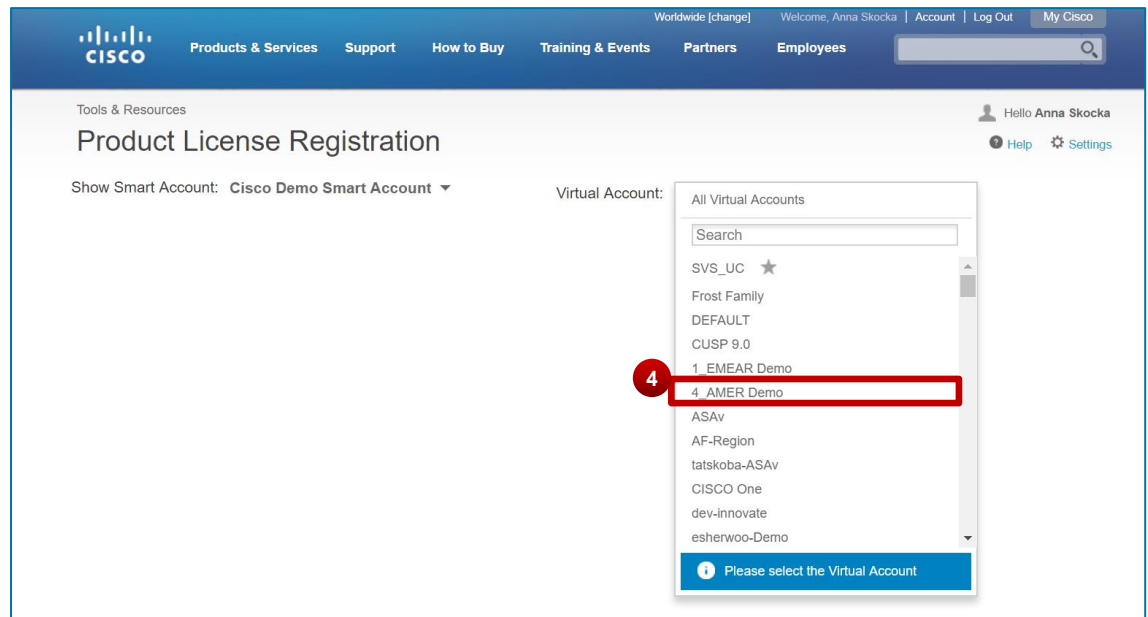 Worldwide [change] Welcome, Anna Skocka | Account | Log Out My Cisco
CISCO Products & Services Support How to Buy Training & Events Partners Employees
Tools & Resources
Hello Anna Skocka
Product License Registration
Help Settings
Show Smart Account: Cisco Demo Smart Account
Virtual Account:
All Virtual Accounts
Search
SVS_UC
Frost Family
DEFAULT
CUSP 9.0
1_EMEAR Demo
4
4_AMER Demo
ASAv
AF-Region
tatskoba-ASAv
CISCO One
dev-innovate
esherwoo-Demo
Please select the Virtual Account